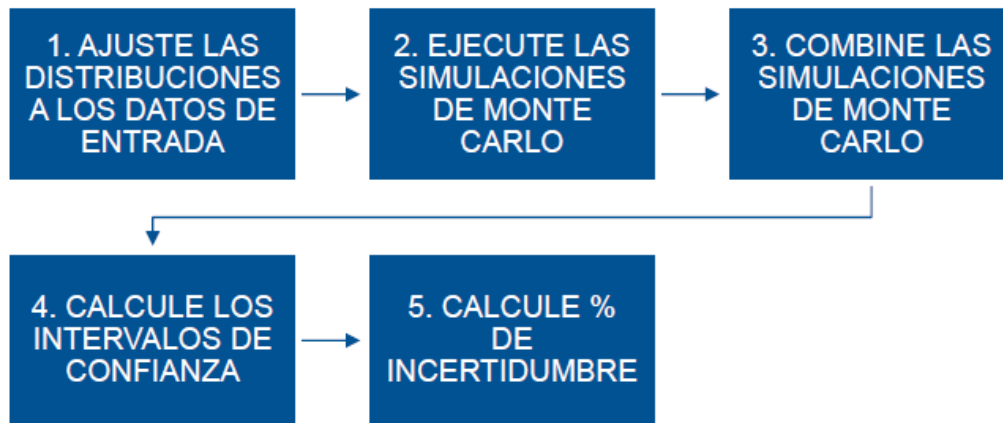 1. AJUSTE LAS
DISTRIBUCIONES
A LOS DATOS DE
ENTRADA
2. EJECUTE LAS
SIMULACIONES
DE MONTE
CARLO
3. COMBINE LAS
SIMULACIONES
DE MONTE
CARLO
4. CALCULE LOS
INTERVALOS DE
CONFIANZA
5. CALCULE %
DE
INCERTIDUMBRE